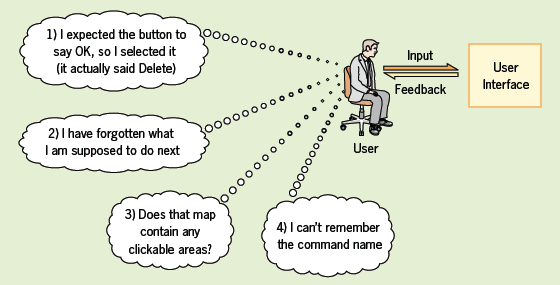 1) I expected the button to
say OK, so I selected it
(it actually said Delete)
Input
User
Interface
Feedback
2) I have forgotten what
I am supposed to do next
User
3) Does that map
contain any
clickable areas?
4) I can't remember
the command name